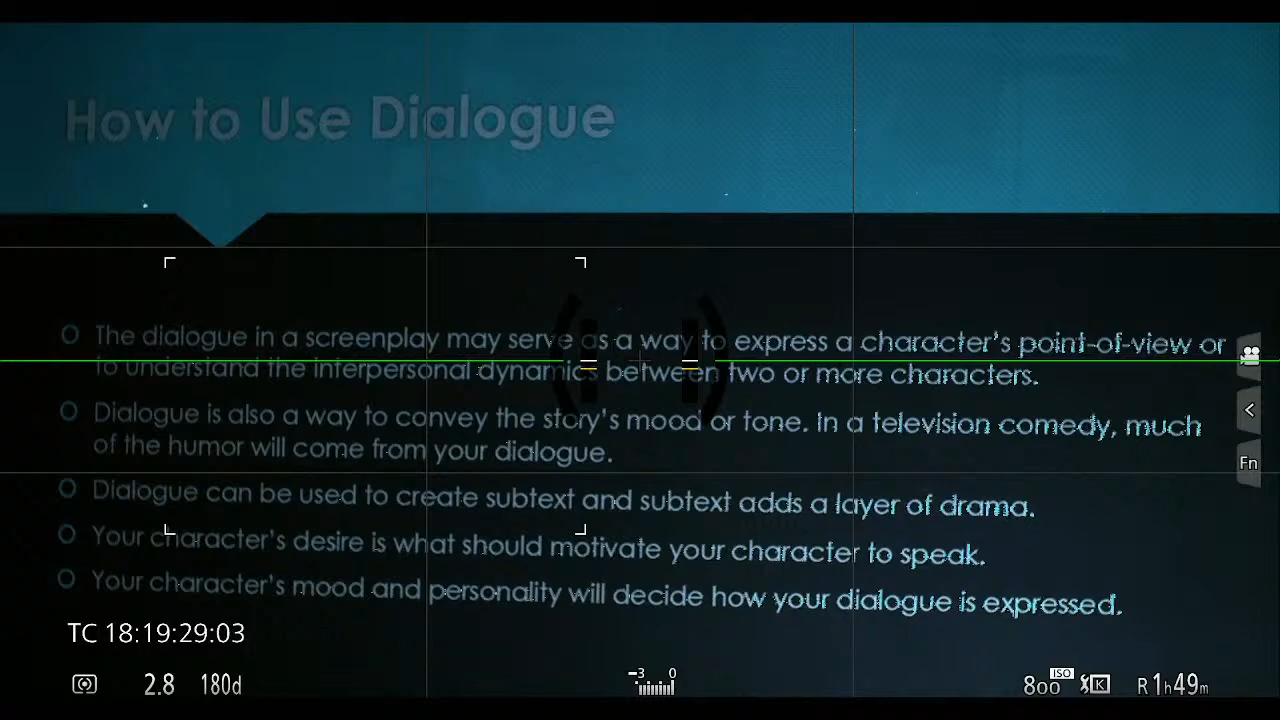 How to Use Dialogue
The dialogue in a screenplay may serve as a way to express a character's point-of-view or
to understand the interpersonal dynamics between two or more characters.
Dialogue is also a way to convey the story's mood or tone. In a television comedy, much
of the humor will come from your dialogue.
Dialogue can be used to create subtext and subtext adds a layer of drama.
Your character's desire is what should motivate your character to speak.
Your character's mood and personality will decide how your dialogue is expressed.
Fn
TC 18:19:29:03
2.8 180d -3 0 ISO 800 K R 1h49m